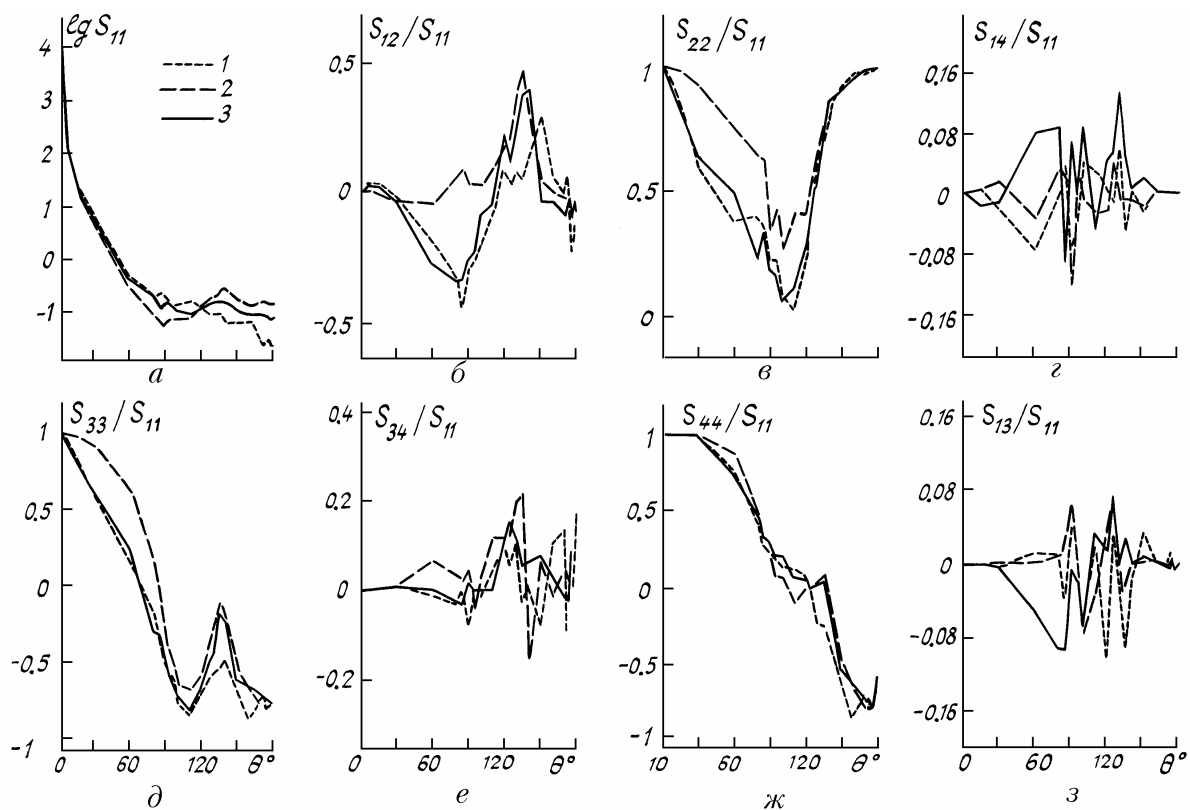 lg S11
4
3
2
1
0
-1
1
2
3
а
S12/S11
0,5
0
-0.5
б
S22/S11
1
0.5
0
в
S14/S11
0,16
0.08
0
-0.08
-0.16
г
S33/S11
1
0.5
0
-0.5
-1
0 60 120 θ°
д
S34/S11
0,4
0.2
0
-0.2
0 60 120 θ°
е
S44/S11
1
0.5
0
-0.5
-1
10 60 120 θ°
ж
S13/S11
0.16
0.08
0
-0.08
-0.16
0 60 120 θ°
з